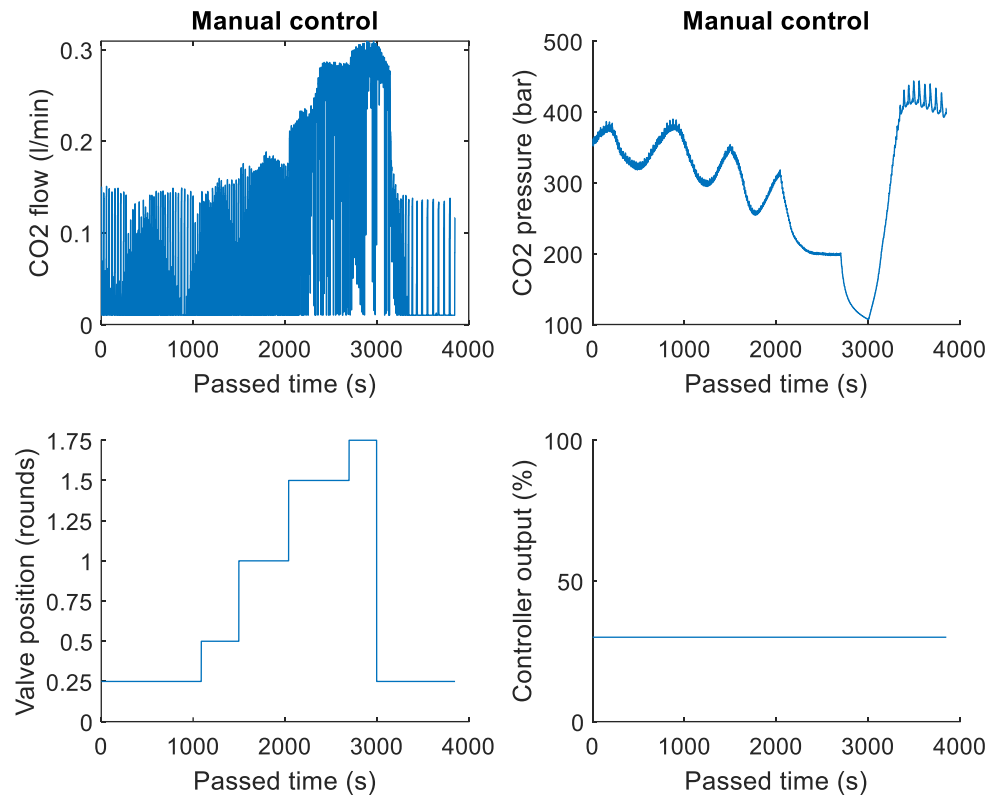 Manual control
CO2 flow (l/min)
0.3
0.2
0.1
0
0 1000 2000 3000 4000
Passed time (s)
Manual control
CO2 pressure (bar)
500
400
300
200
100
0 1000 2000 3000 4000
Passed time (s)
Valve position (rounds)
1.75
1.5
1.25
1
0.75
0.5
0.25
0
0 1000 2000 3000 4000
Passed time (s)
Controller output (%)
100
50
0
0 1000 2000 3000 4000
Passed time (s)